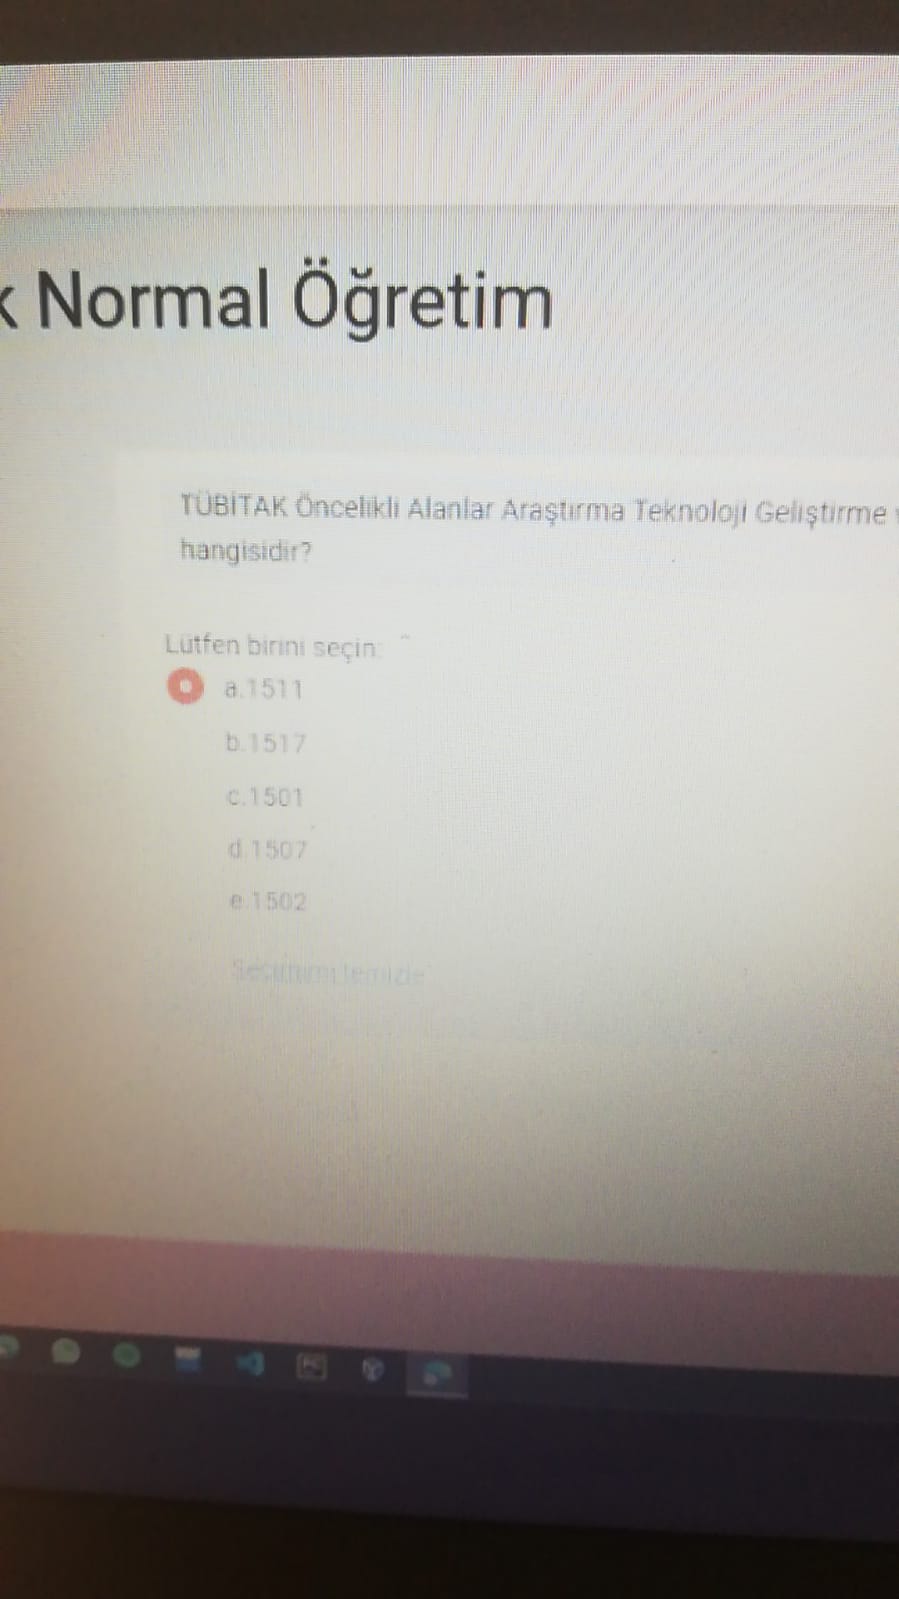 k Normal Öğretim
TÜBİTAK Öncelikli Alanlar Araştırma Teknoloji Geliştirme v
hangisidir?
Lütfen birini seçin:
a.1511
b.1517
c.1501
d.1507
e.1502
Seçimimi temizle